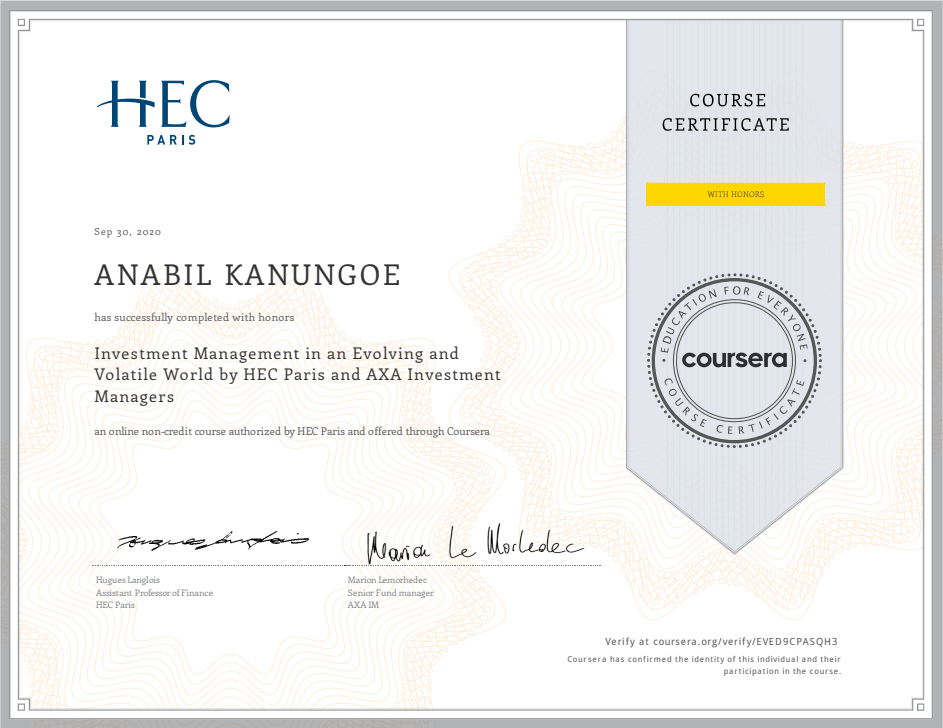 HEC
PARIS
COURSE
CERTIFICATE
WITH HONORS
Sep 30, 2020
ANABIL KANUNGOE
has successfully completed with honors
Investment Management in an Evolving and
Volatile World by HEC Paris and AXA Investment
Managers
an online non-credit course authorized by HEC Paris and offered through Coursera
EDUCATION FOR EVERYONE
coursera
COURSE CERTIFICATE
Marion Le Morhedec
Hugues Langlois
Assistant Professor of Finance
HEC Paris
Marion Lemorhedec
Senior Fund manager
AXA IM
Verify at coursera.org/verify/EVED9CPASQH3
Coursera has confirmed the identity of this individual and their
participation in the course.